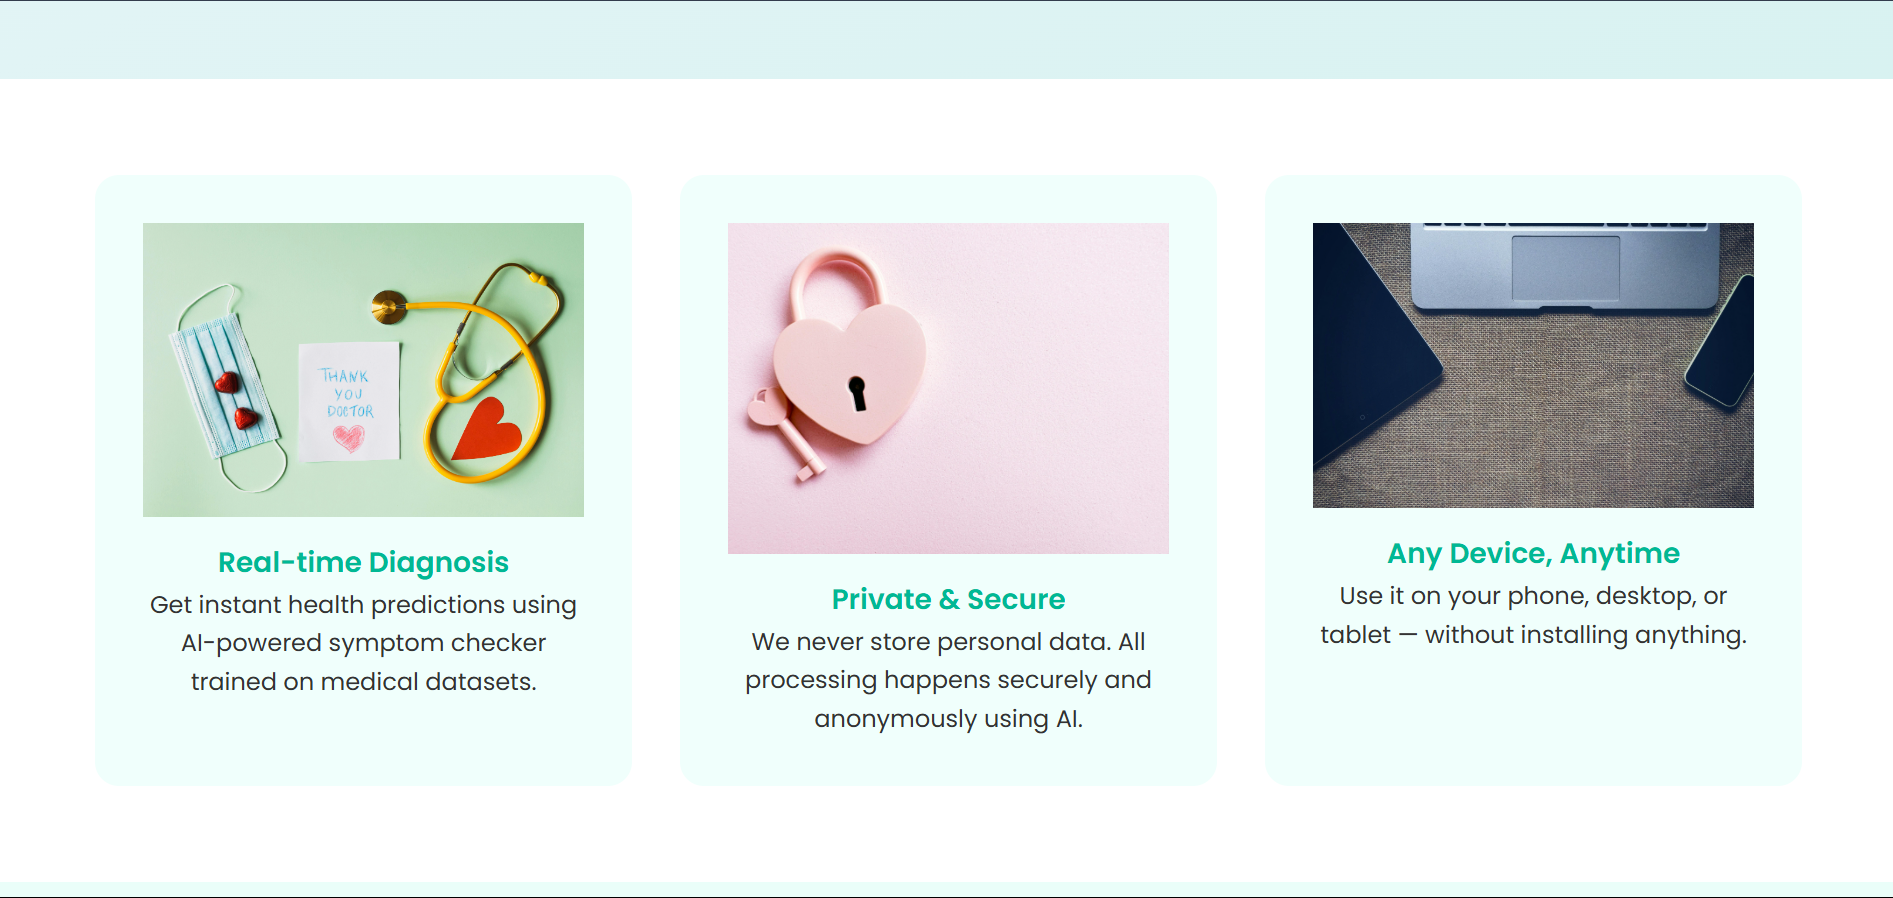 THANK
YOU
DOCTOR
Real-time Diagnosis
Get instant health predictions using
AI-powered symptom checker
trained on medical datasets.
Private & Secure
We never store personal data. All
processing happens securely and
anonymously using AI.
Any Device, Anytime
Use it on your phone, desktop, or
tablet — without installing anything.